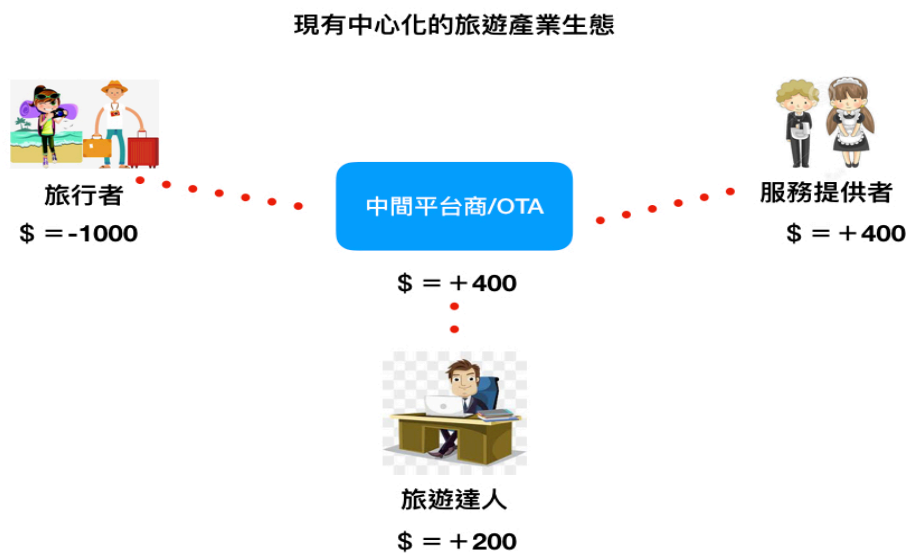 現有中心化的旅遊產業生態
旅行者
$＝-1000
中間平台商/OTA
$＝＋400
服務提供者
$＝＋400
旅遊達人
$＝＋200